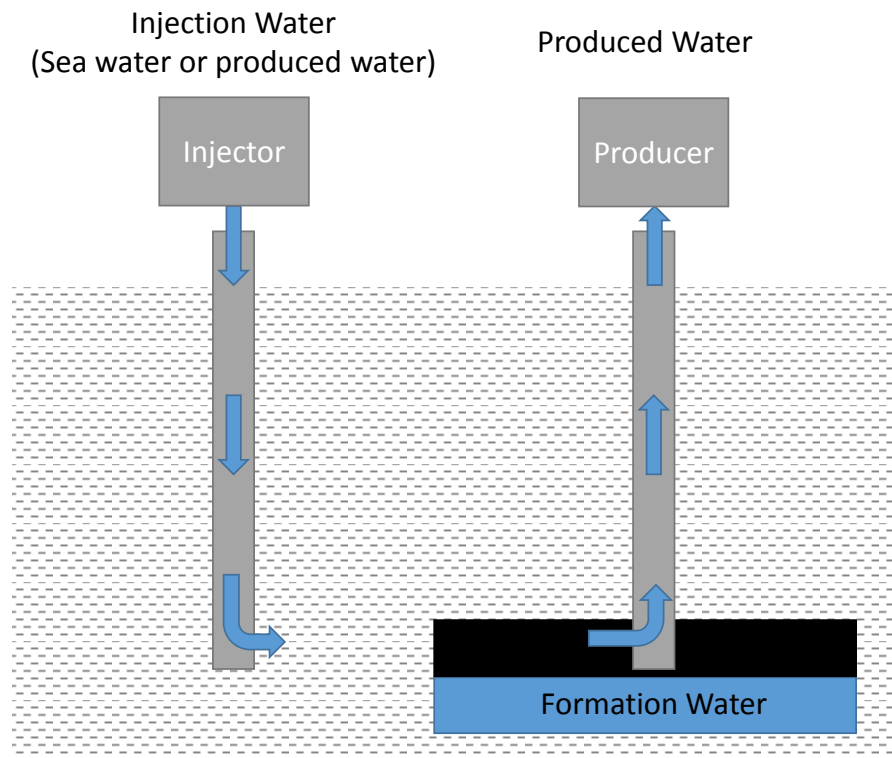 Injection Water
(Sea water or produced water)
Produced Water
Injector
Producer
Formation Water